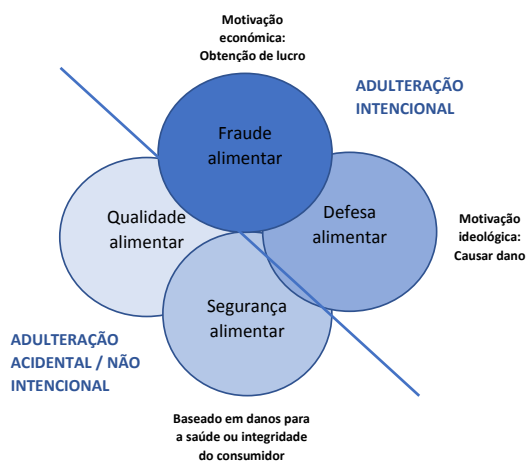 Motivação
económica:
Obtenção de lucro
ADULTERAÇÃO
INTENCIONAL
Fraude
alimentar
Qualidade
alimentar
Defesa
alimentar
Motivação
ideológica:
Causar dano
Segurança
alimentar
ADULTERAÇÃO
ACIDENTAL / NÃO
INTENCIONAL
Baseado em danos para
a saúde ou integridade
do consumidor